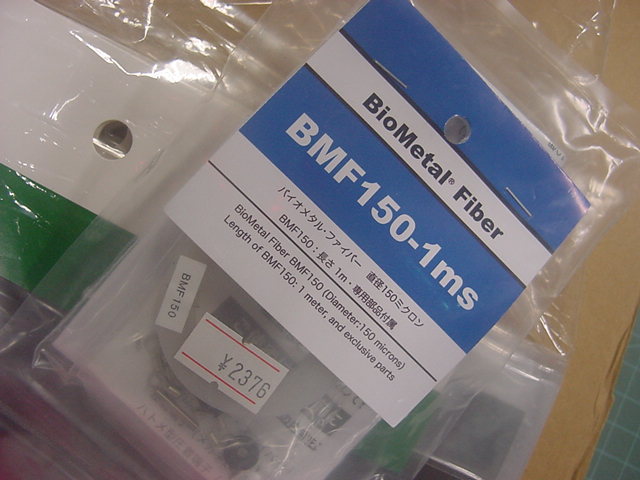 BioMetal® Fiber
BMF150-1ms
バイオメタル・ファイバー 直径150ミクロン
BMF150：長さ 1m・専用部品付属
BioMetal Fiber BMF150 (Diameter:150 microns)
Length of BMF150: 1 meter, and exclusive parts
BMF150
¥2376